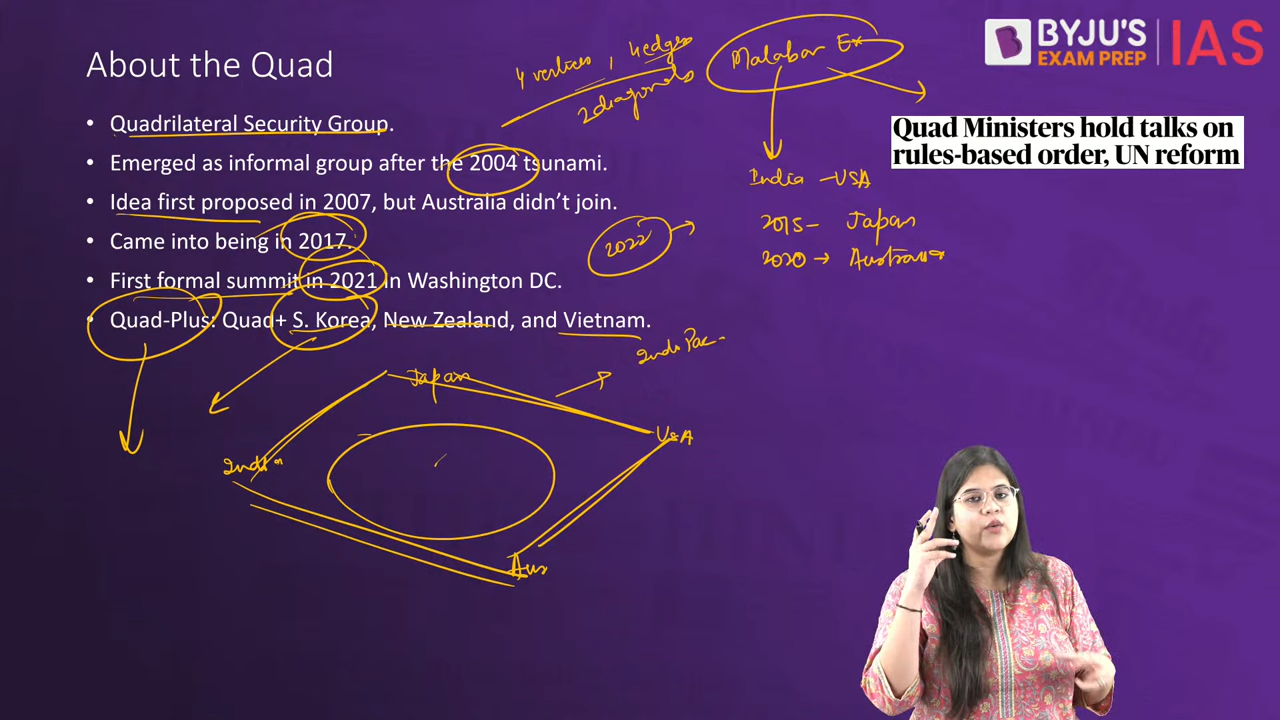 About the Quad
• Quadrilateral Security Group.
• Emerged as informal group after the 2004 tsunami.
• Idea first proposed in 2007, but Australia didn't join.
• Came into being in 2017.
• First formal summit in 2021 in Washington DC.
• Quad-Plus: Quad+ S. Korea, New Zealand, and Vietnam.
4 vertices, 4 edges
2 diagonals
Malabar Ex
BYJU'S
EXAM PREP
IAS
Quad Ministers hold talks on
rules-based order, UN reform
India - USA
2015- Japan
2020 → Australia
2022
Indo Pac-
Japan
USA
India
Aus